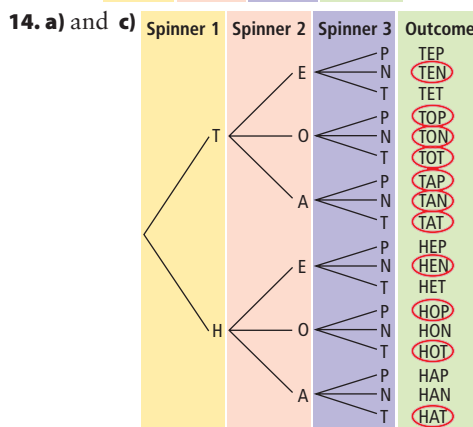 14. a) and c) Spinner 1 Spinner 2 Spinner 3 Outcome
P TEP
E N TEN
T TET
P TOP
T O N TON
T TOT
P TAP
A N TAN
T TAT
P HEP
E N HEN
T HET
P HOP
H O N HON
T HOT
P HAP
A N HAN
T HAT